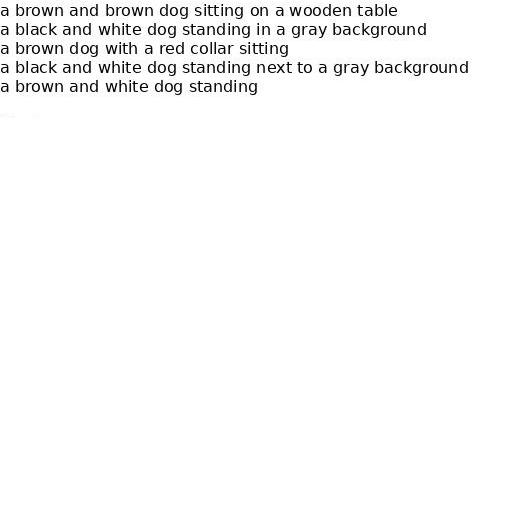 a brown and brown dog sitting on a wooden table
a black and white dog standing in a gray background
a brown dog with a red collar sitting
a black and white dog standing next to a gray background
a brown and white dog standing